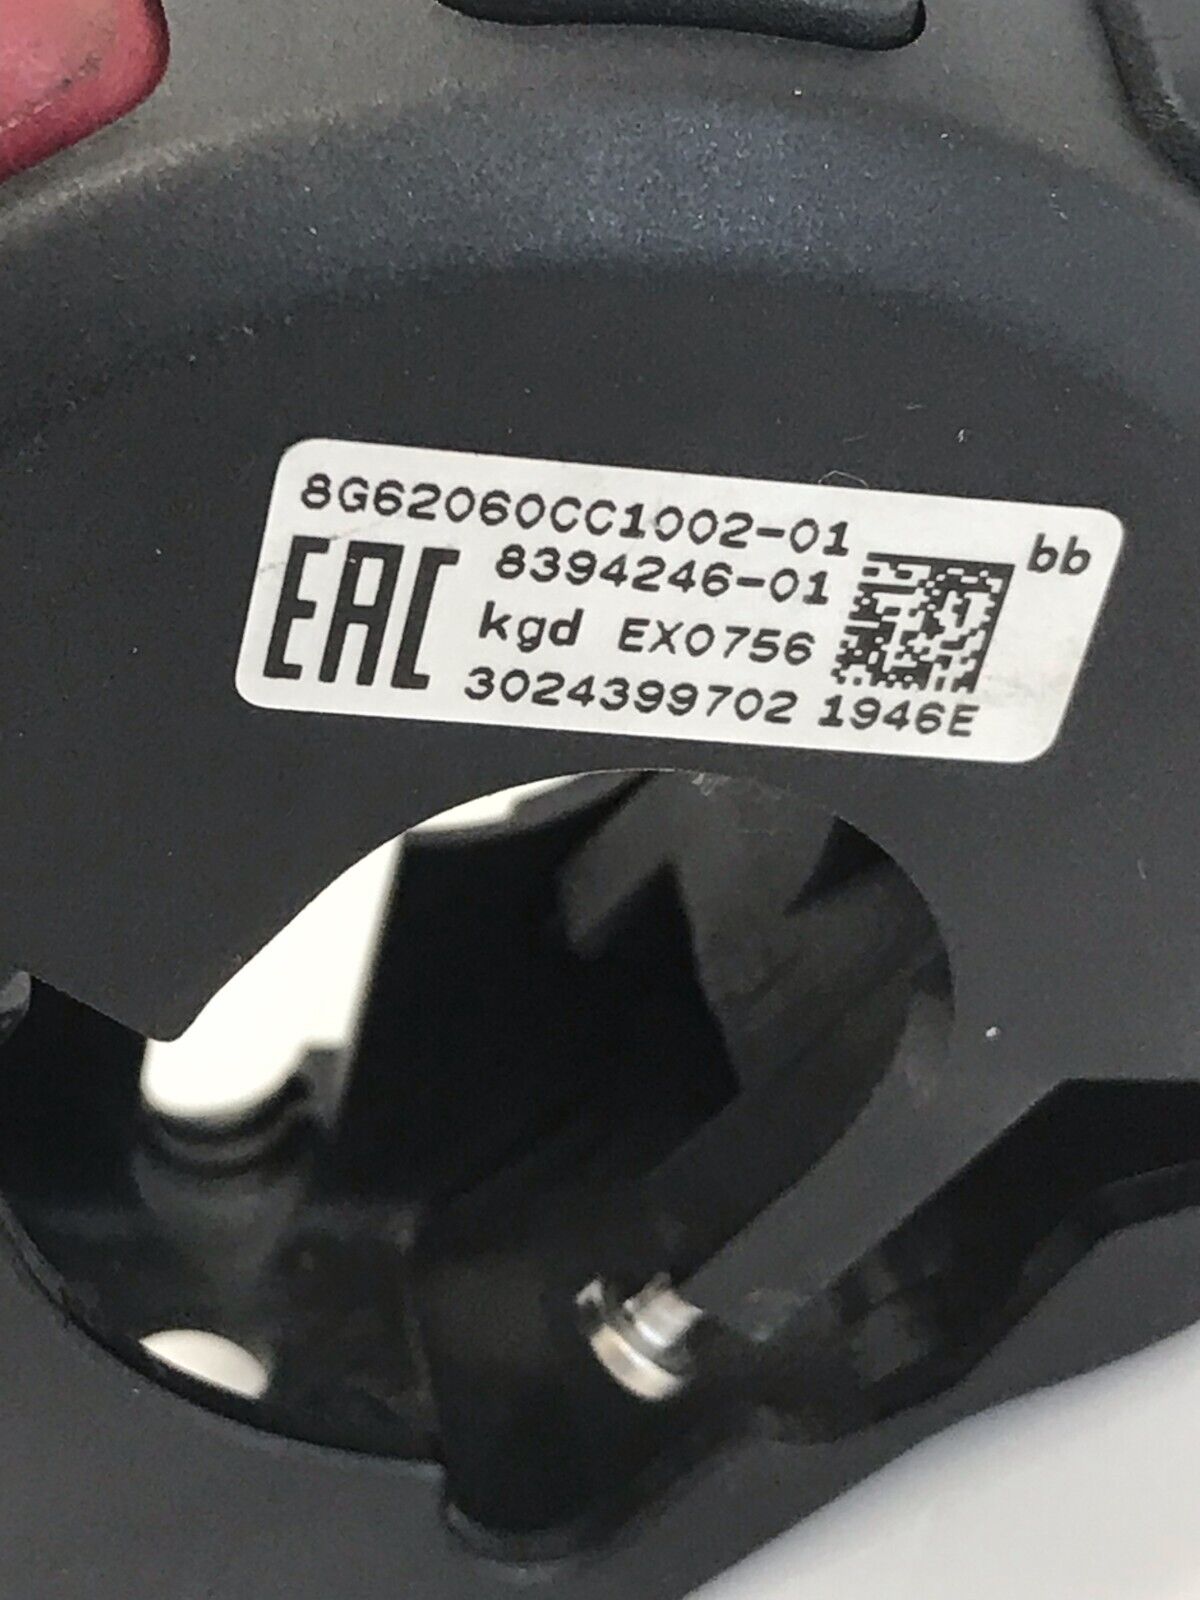 8G62060CC1002-01
bb
EAC
8394246-01
kgd EX0756
3024399702 1946E